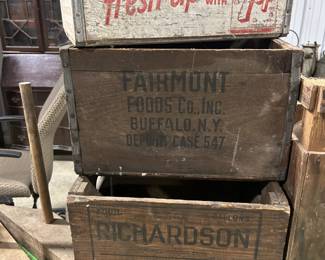 fresh up with 7up
FAIRMONT
FOODS CO., INC.
BUFFALO, N.Y.
DEPOSIT CASE 547
RICHARDSON